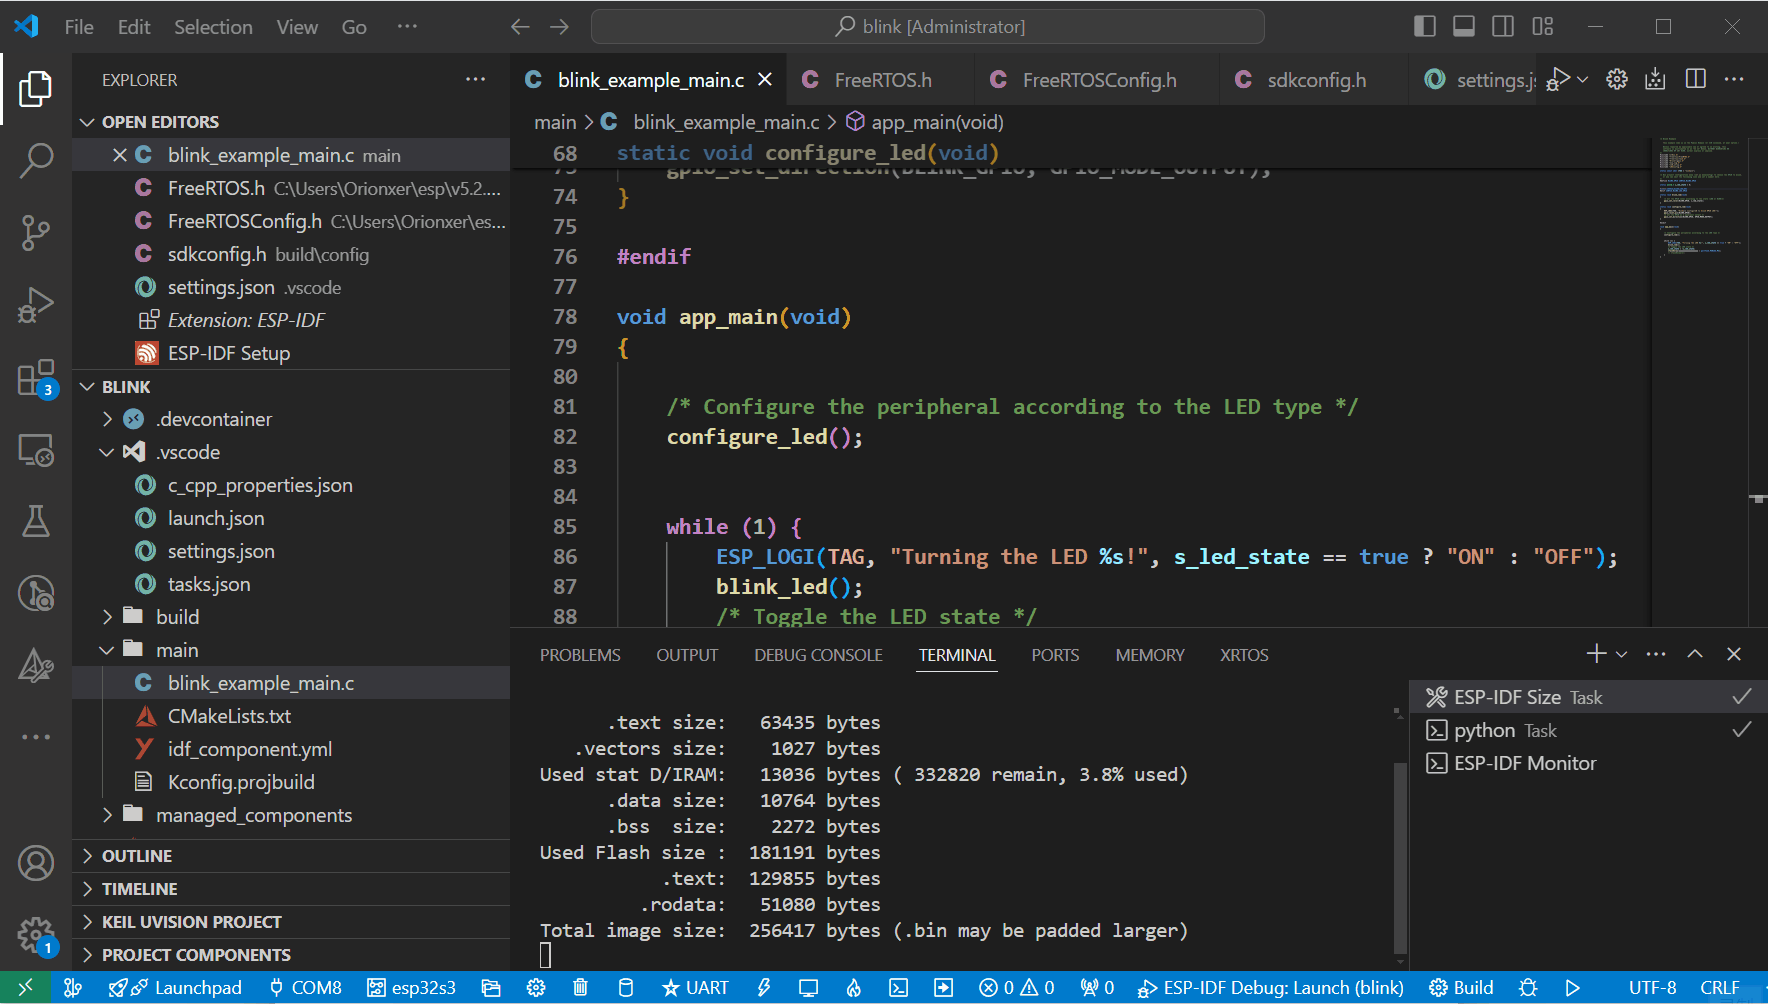 File Edit Selection View Go ···
blink [Administrator]
EXPLORER
OPEN EDITORS
blink_example_main.c main
FreeRTOS.h C:\Users\Orionxer\esp\v5.2....
FreeRTOSConfig.h C:\Users\Orionxer\es...
sdkconfig.h build\config
settings.json .vscode
Extension: ESP-IDF
ESP-IDF Setup
BLINK
.devcontainer
.vscode
c_cpp_properties.json
launch.json
settings.json
tasks.json
build
main
blink_example_main.c
CMakeLists.txt
idf_component.yml
Kconfig.projbuild
managed_components
OUTLINE
TIMELINE
KEIL UVISION PROJECT
PROJECT COMPONENTS
3
1
blink_example_main.c FreeRTOS.h FreeRTOSConfig.h sdkconfig.h settings.js
main > blink_example_main.c > app_main(void)
68 static void configure_led(void)
73 gpio_set_direction(BLINK_GPIO, GPIO_MODE_OUTPUT);
74 }
75
76 #endif
77
78 void app_main(void)
79 {
80
81 /* Configure the peripheral according to the LED type */
82 configure_led();
83
84
85 while (1) {
86 ESP_LOGI(TAG, "Turning the LED %s!", s_led_state == true ? "ON" : "OFF");
87 blink_led();
88 /* Toggle the LED state */
PROBLEMS OUTPUT DEBUG CONSOLE TERMINAL PORTS MEMORY XRTOS
.text size: 63435 bytes
.vectors size: 1027 bytes
Used stat D/IRAM: 13036 bytes ( 332820 remain, 3.8% used)
.data size: 10764 bytes
.bss size: 2272 bytes
Used Flash size : 181191 bytes
.text: 129855 bytes
.rodata: 51080 bytes
Total image size: 256417 bytes (.bin may be padded larger)
ESP-IDF Size Task
python Task
ESP-IDF Monitor
Launchpad COM8 esp32s3 UART 0 0 0 ESP-IDF Debug: Launch (blink) Build UTF-8 CRLF